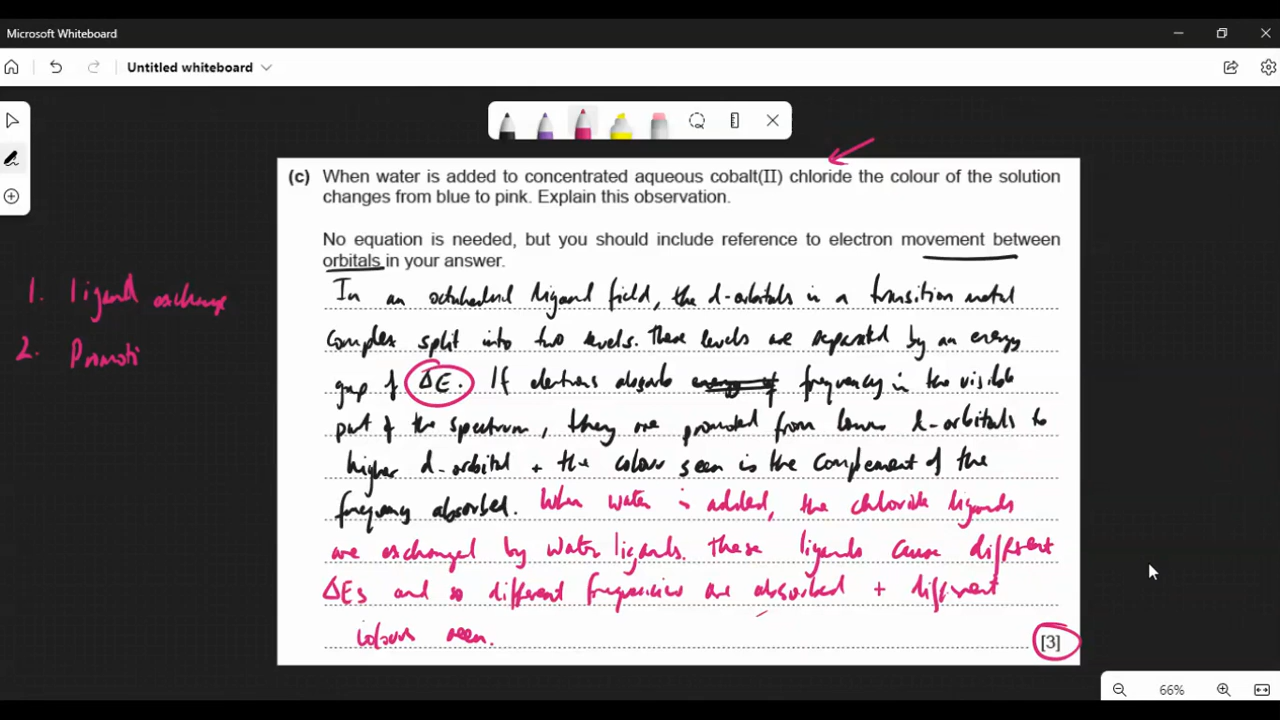 Microsoft Whiteboard
Untitled whiteboard
(c) When water is added to concentrated aqueous cobalt(II) chloride the colour of the solution
changes from blue to pink. Explain this observation.
No equation is needed, but you should include reference to electron movement between
orbitals in your answer.
In an octahedral ligand field, the d-orbitals in a transition metal
complex split into two levels. These levels are separated by an energy
gap of ΔE. If electrons absorb frequency in the visible
part of the spectrum, they are promoted from lower d-orbitals to
higher d-orbital + the colour seen is the complement of the
frequency absorbed. When water is added, the chloride ligands
are exchanged by water ligands. These ligands cause different
ΔEs and so different frequencies are absorbed + different
colours seen.
[3]
1. ligand exchange
2. Promoti
66%